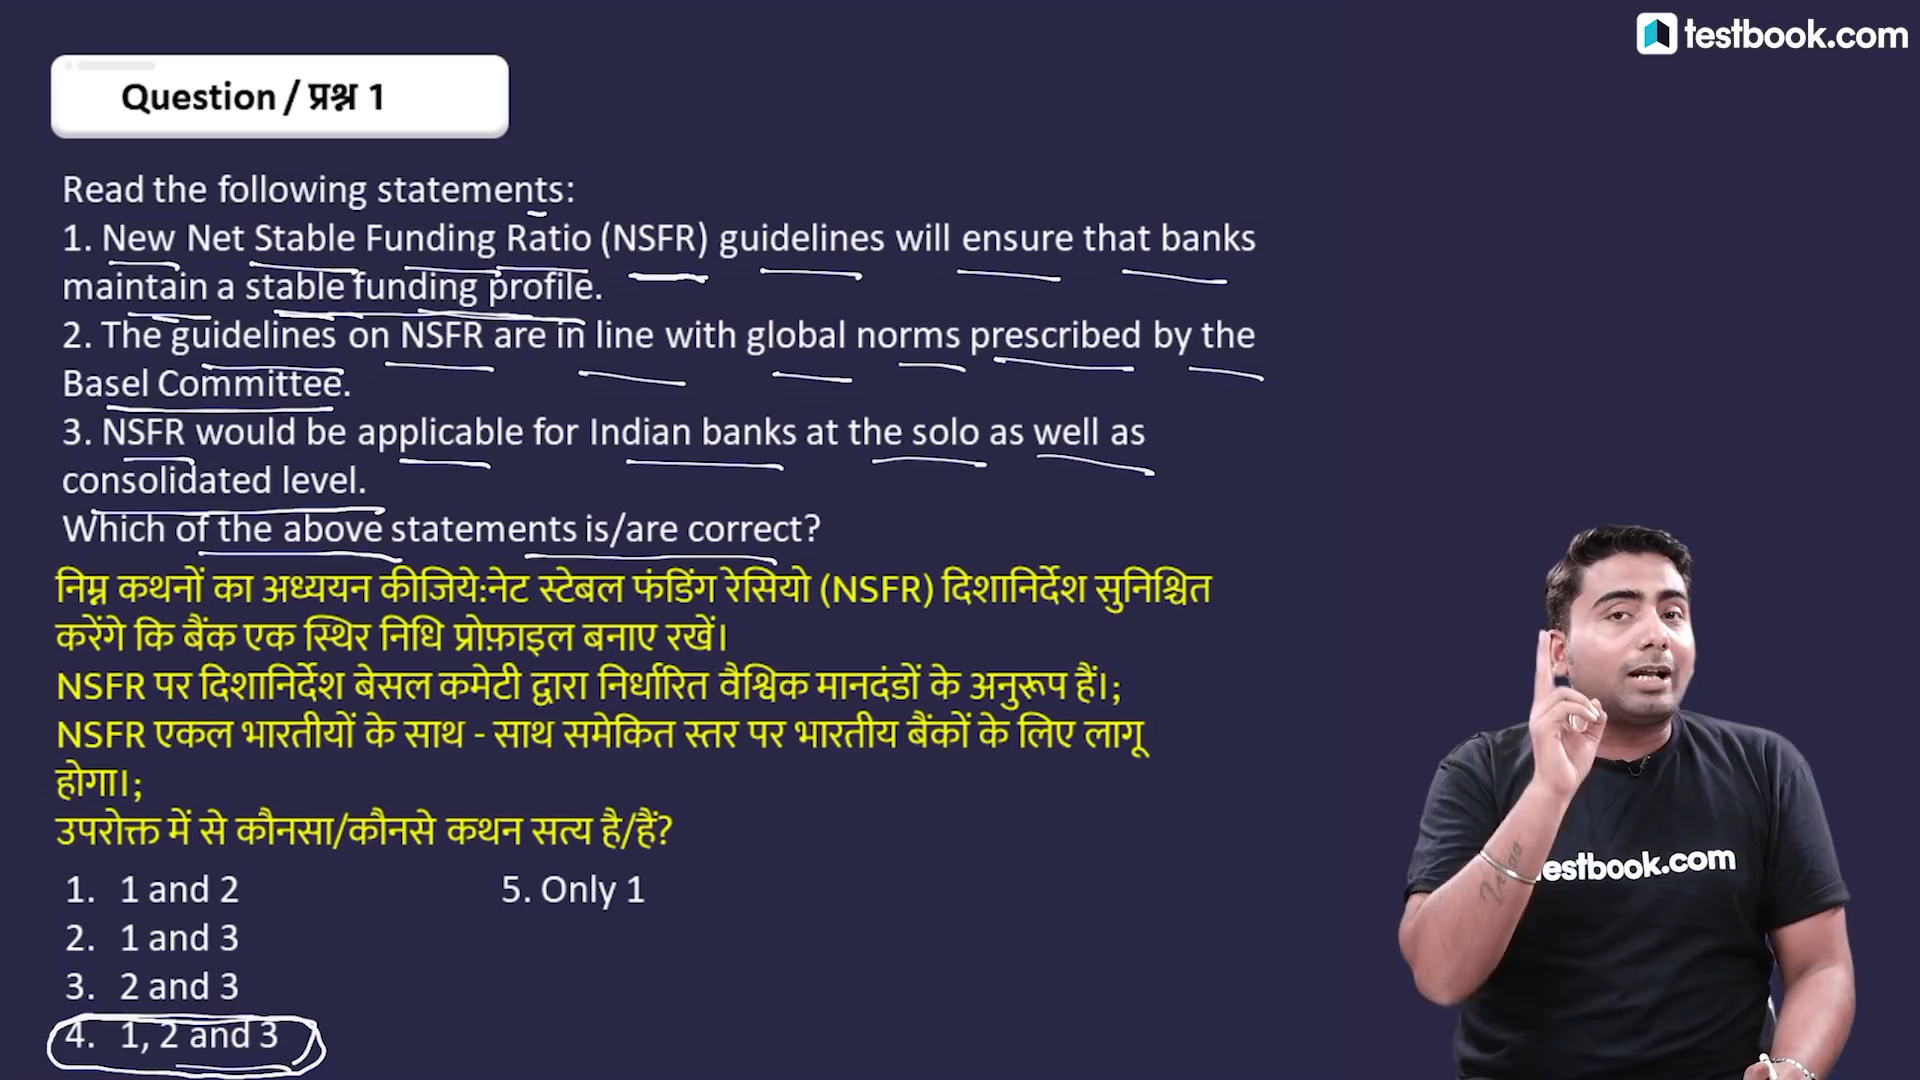 testbook.com
Question / प्रश्न 1
Read the following statements:
1. New Net Stable Funding Ratio (NSFR) guidelines will ensure that banks
maintain a stable funding profile.
2. The guidelines on NSFR are in line with global norms prescribed by the
Basel Committee.
3. NSFR would be applicable for Indian banks at the solo as well as
consolidated level.
Which of the above statements is/are correct?
निम्न कथनों का अध्ययन कीजिये:नेट स्टेबल फंडिंग रेसियो (NSFR) दिशानिर्देश सुनिश्चित
करेंगे कि बैंक एक स्थिर निधि प्रोफ़ाइल बनाए रखें।
NSFR पर दिशानिर्देश बेसल कमेटी द्वारा निर्धारित वैश्विक मानदंडों के अनुरूप हैं।;
NSFR एकल भारतीयों के साथ - साथ समेकित स्तर पर भारतीय बैंकों के लिए लागू
होगा।;
उपरोक्त में से कौनसा/कौनसे कथन सत्य है/हैं?
1. 1 and 2
5. Only 1
2. 1 and 3
3. 2 and 3
4. 1, 2 and 3
estbook.com